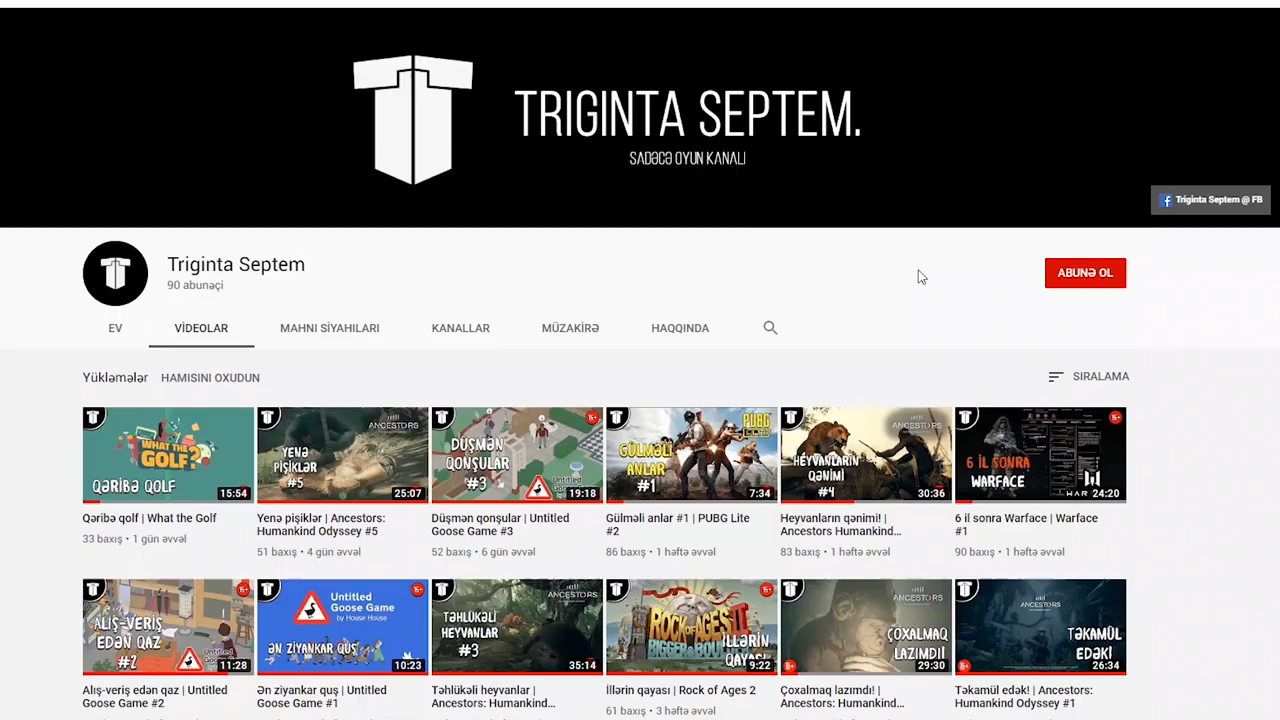 TRIGINTA SEPTEM.
SADƏCƏ OYUN KANALI
Triginta Septem @ FB
Triginta Septem
90 abunəçi
ABUNƏ OL
EV
VİDEOLAR
MAHNI SİYAHILARI
KANALLAR
MÜZAKİRƏ
HAQQINDA
Yükləmələr
HAMISINI OXUDUN
SIRALAMA
WHAT THE GOLF?
QƏRİBƏ QOLF
15:54
ANCESTORS
YENƏ
PİŞİKLƏR
#5
25:07
DÜŞMƏN
QONŞULAR
#3
Untitled
19:18
PUBG
LITE
GÜLMƏLİ
ANLAR
#1
7:34
ANCESTORS
HEYVANLARIN
QƏNİMİ
#4
30:36
6 IL SONRA
WARFACE
24:20
Qəribə qolf | What the Golf
33 baxış • 1 gün əvvəl
Yenə pişiklər | Ancestors:
Humankind Odyssey #5
51 baxış • 4 gün əvvəl
Düşmən qonşular | Untitled
Goose Game #3
52 baxış • 6 gün əvvəl
Gülməli anlar #1 | PUBG Lite
#2
86 baxış • 1 həftə əvvəl
Heyvanların qənimi! |
Ancestors Humankind...
83 baxış • 1 həftə əvvəl
6 il sonra Warface | Warface
#1
90 baxış • 1 həftə əvvəl
ALIŞ-VERİŞ
EDƏN QAZ
#2
11:28
Untitled
Goose Game
by House House
ƏN ZİYANKAR QUŞ
10:23
ANCESTORS
TƏHLÜKƏLİ
HEYVANLAR
#3
35:14
ROCK OF AGES II
BIGGER & BOULDER
İLLƏRİN
QAYASI
9:22
ANCESTORS
ÇOXALMAQ
LAZIMDI!
29:30
ANCESTORS
TƏKAMÜL
EDƏK!
26:34
Alış-veriş edən qaz | Untitled
Goose Game #2
Ən ziyankar quş | Untitled
Goose Game #1
Təhlükəli heyvanlar |
Ancestors: Humankind...
İllərin qayası | Rock of Ages 2
61 baxış • 3 həftə əvvəl
Çoxalmaq lazımdı! |
Ancestors: Humankind...
Təkamül edək! | Ancestors:
Humankind Odyssey #1